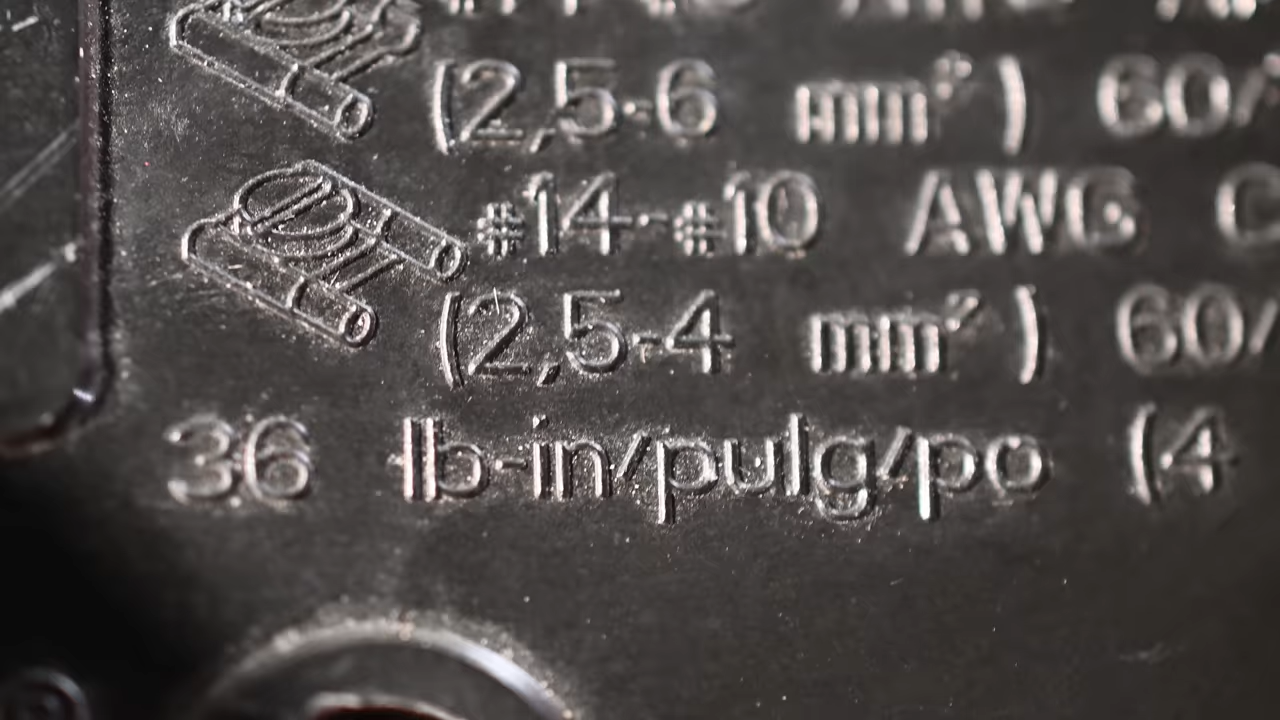 (2,5-6 mm²) 60/
#14-#10 AWG C
(2,5-4 mm²) 60/
36 lb-in/pulg/po (4